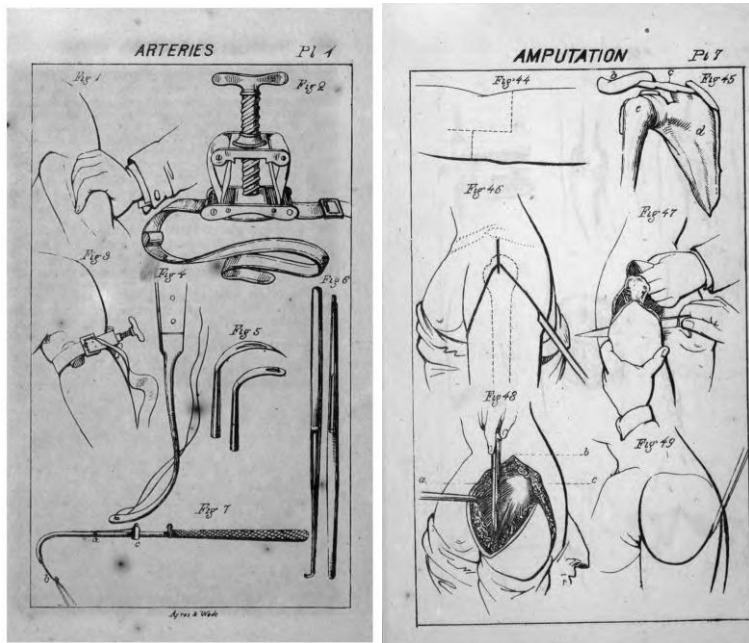 ARTERIES Pl 1
Fig 1
Fig 2
Fig 3
Fig 4
Fig 5
Fig 6
Fig 7
a
c
b
Ayres & Wade
AMPUTATION Pl 7
Fig 44
b
c
Fig 45
e
d
Fig 46
Fig 47
Fig 48
b
Fig 49
a
c